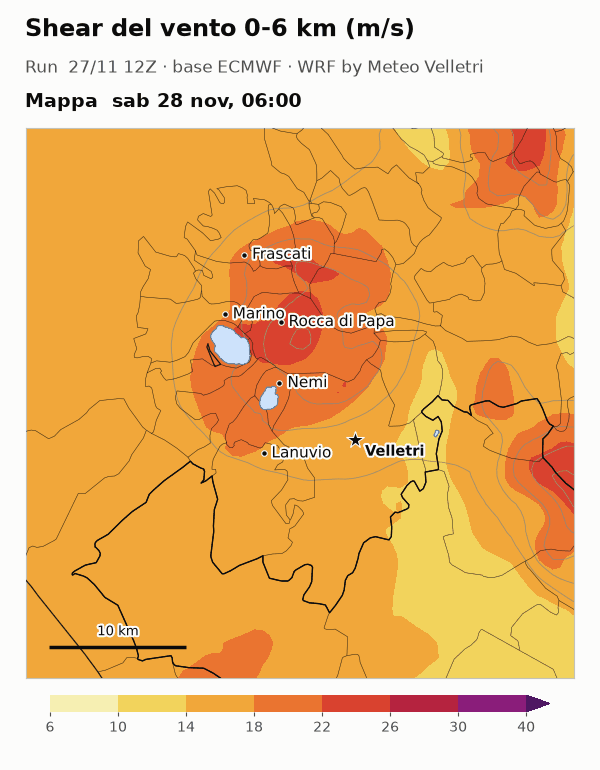 Shear del vento 0-6 km (m/s)
Run  27/11 12Z · base ECMWF · WRF by Meteo Velletri
Mappa  sab 28 nov, 06:00
Frascati
Marino
Rocca di Papa
Nemi
Velletri
Lanuvio
10 km
6 10 14 18 22 26 30 40